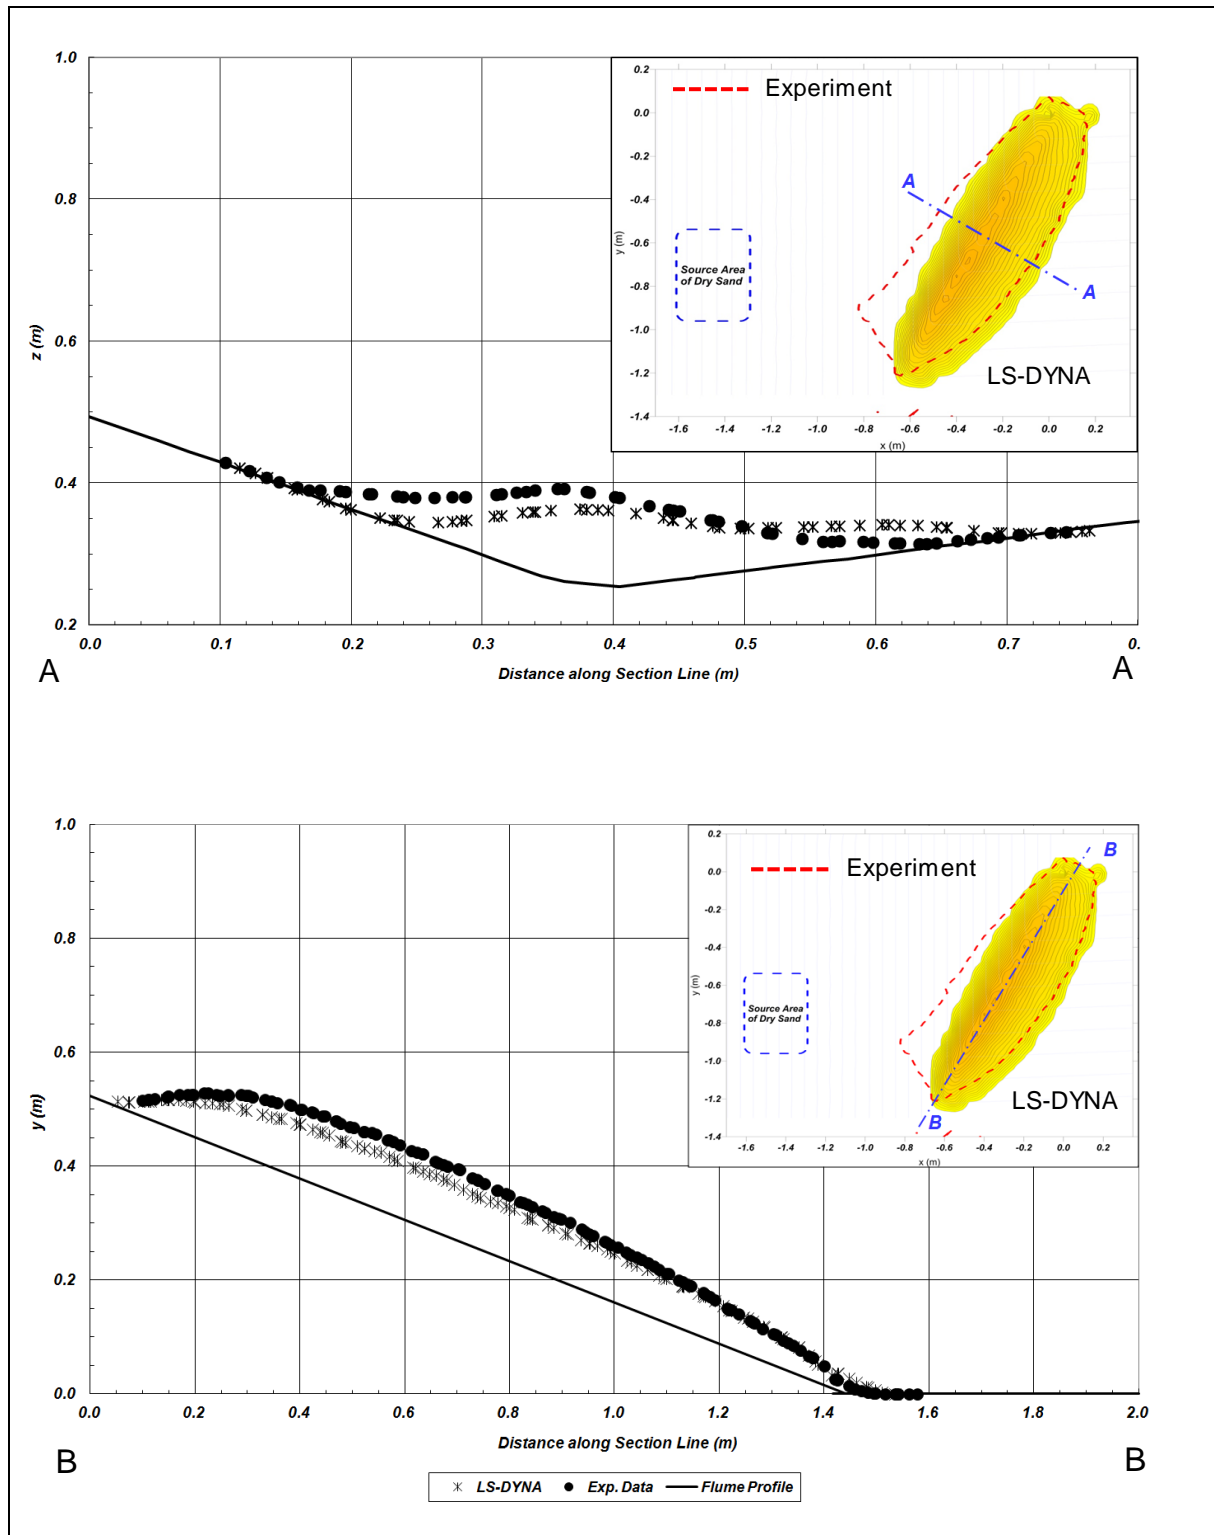 1.0
0.8
0.6
0.4
0.2
z (m)
0.0
0.1
0.2
0.3
0.4
0.5
0.6
0.7
0.
Distance along Section Line (m)
A
A
Experiment
0.2
0.0
-0.2
-0.4
-0.6
-0.8
-1.0
-1.2
-1.4
y (m)
A
A
Source Area
of Dry Sand
LS-DYNA
-1.6
-1.4
-1.2
-1.0
-0.8
-0.6
-0.4
-0.2
0.0
0.2
x (m)
1.0
0.8
0.6
0.4
0.2
0.0
y (m)
0.0
0.2
0.4
0.6
0.8
1.0
1.2
1.4
1.6
1.8
2.0
Distance along Section Line (m)
B
B
Experiment
0.2
0.0
-0.2
-0.4
-0.6
-0.8
-1.0
-1.2
-1.4
y (m)
B
B
Source Area
of Dry Sand
LS-DYNA
-1.6
-1.4
-1.2
-1.0
-0.8
-0.6
-0.4
-0.2
0.0
0.2
x (m)
LS-DYNA Exp. Data Flume Profile